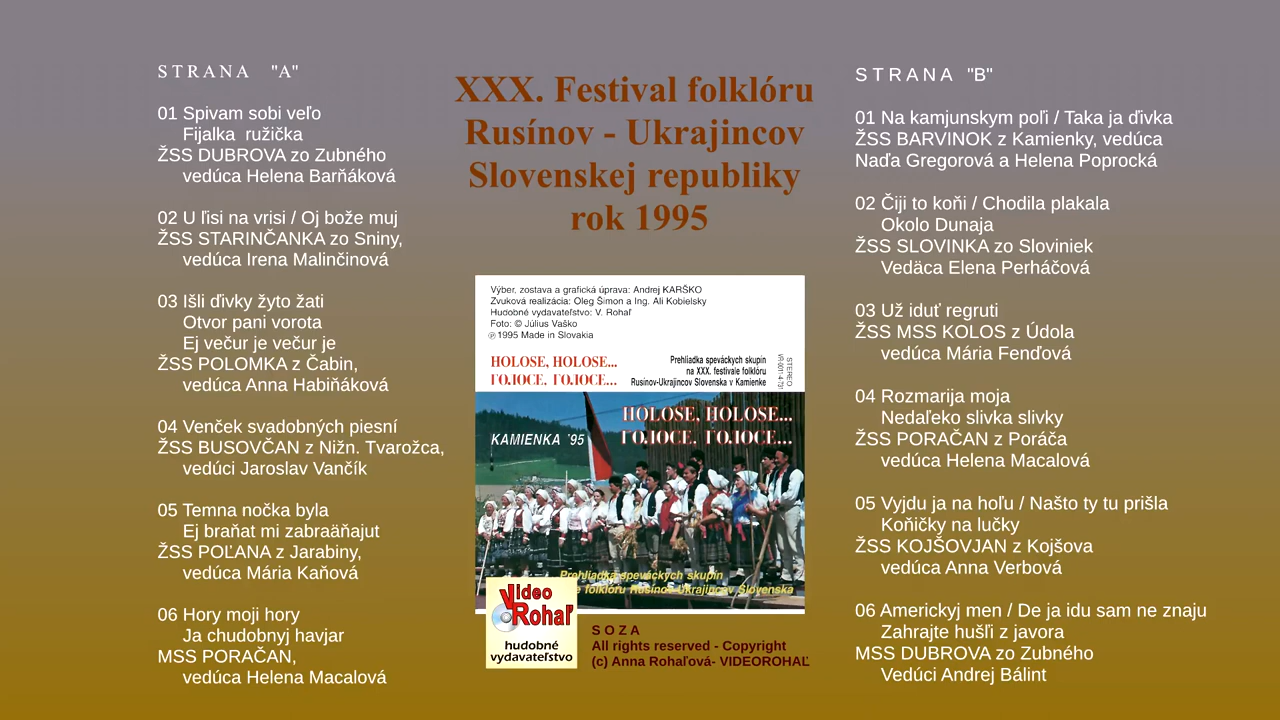 S T R A N A "A"
01 Spivam sobi veľo
Fijalka ružička
ŽSS DUBROVA zo Zubného
vedúca Helena Barňáková
02 U ľisi na vrisi / Oj bože muj
ŽSS STARINČANKA zo Sniny,
vedúca Irena Malinčinová
03 Išli ďivky žyto žati
Otvor pani vorota
Ej večur je večur je
ŽSS POLOMKA z Čabin,
vedúca Anna Habiňáková
04 Venček svadobných piesní
ŽSS BUSOVČAN z Nižn. Tvarožca,
vedúci Jaroslav Vančík
05 Temna nočka byla
Ej braňat mi zabraäňajut
ŽSS POĽANA z Jarabiny,
vedúca Mária Kaňová
06 Hory moji hory
Ja chudobnyj havjar
MSS PORAČAN,
vedúca Helena Macalová
XXX. Festival folklóru
Rusínov - Ukrajincov
Slovenskej republiky
rok 1995
Výber, zostava a grafická úprava: Andrej KARŠKO
Zvuková realizácia: Oleg Šimon a Ing. Ali Kobielsky
Hudobné vydavateľstvo: V. Rohaľ
Foto: © Július Vaško
℗ 1995 Made in Slovakia
HOLOSE, HOLOSE...
ГОЛОСЕ, ГОЛОСЕ...
Prehliadka speváckých skupín
na XXX. festivale folklóru
Rusínov-Ukrajincov Slovenska v Kamienke
STEREO
HOLOSE, HOLOSE...
ГОЛОСЕ, ГОЛОСЕ...
KAMIENKA '95
Prehliadka speváckych skupín
folklóru Rusínov-Ukrajincov Slovenska
Video
Rohaľ
hudobné
vydavateľstvo
S O Z A
All rights reserved - Copyright
(c) Anna Rohaľová- VIDEOROHAĽ
S T R A N A "B"
01 Na kamjunskym poľi / Taka ja ďivka
ŽSS BARVINOK z Kamienky, vedúca
Naďa Gregorová a Helena Poprocká
02 Čiji to koňi / Chodila plakala
Okolo Dunaja
ŽSS SLOVINKA zo Sloviniek
Vedäca Elena Perháčová
03 Už iduť regruti
ŽSS MSS KOLOS z Údola
vedúca Mária Fenďová
04 Rozmarija moja
Nedaľeko slivka slivky
ŽSS PORAČAN z Poráča
vedúca Helena Macalová
05 Vyjdu ja na hoľu / Našto ty tu prišla
Koňičky na lučky
ŽSS KOJŠOVJAN z Kojšova
vedúca Anna Verbová
06 Americkyj men / De ja idu sam ne znaju
Zahrajte hušľi z javora
MSS DUBROVA zo Zubného
Vedúci Andrej Bálint